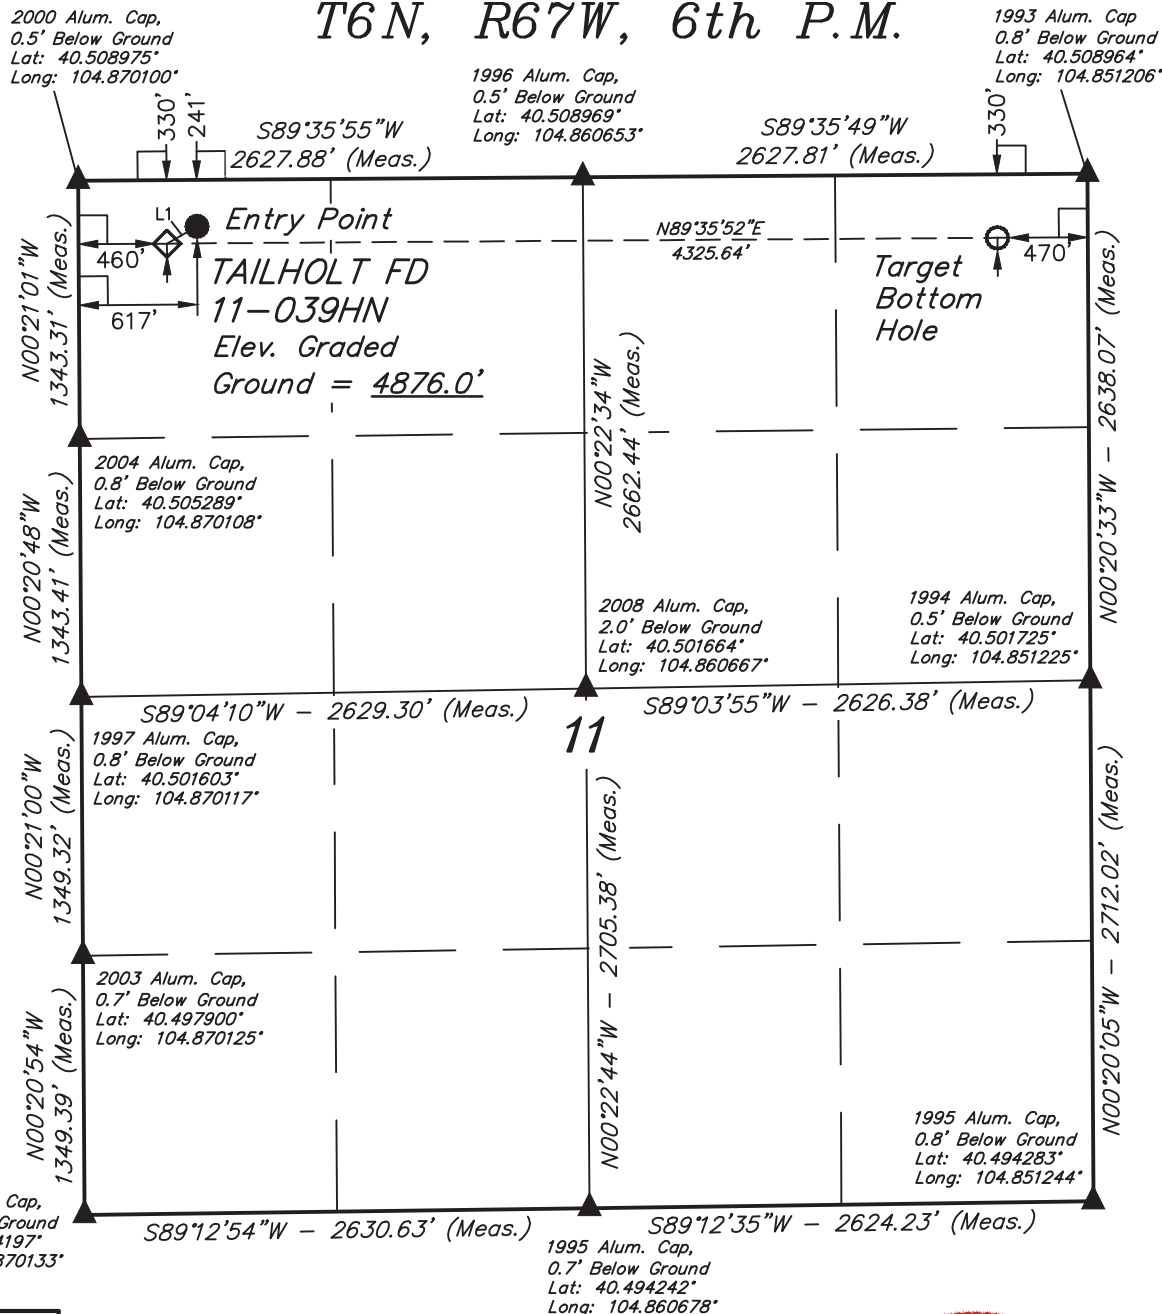 T6N, R67W, 6th P.M.
2000 Alum. Cap,
0.5' Below Ground
Lat: 40.508975°
Long: 104.870100°
1996 Alum. Cap,
0.5' Below Ground
Lat: 40.508969°
Long: 104.860653°
1993 Alum. Cap
0.8' Below Ground
Lat: 40.508964°
Long: 104.851206°
330'
241'
S89°35'55"W
2627.88' (Meas.)
S89°35'49"W
2627.81' (Meas.)
330'
L1
Entry Point
N89°35'52"E
4325.64'
460'
470'
617'
TAILHOLT FD
11-039HN
Elev. Graded
Ground = 4876.0'
Target
Bottom
Hole
N00°21'01"W
1343.31' (Meas.)
N00°22'34"W
2662.44' (Meas.)
N00°20'33"W - 2638.07' (Meas.)
2004 Alum. Cap,
0.8' Below Ground
Lat: 40.505289°
Long: 104.870108°
N00°20'48"W
1343.41' (Meas.)
2008 Alum. Cap,
2.0' Below Ground
Lat: 40.501664°
Long: 104.860667°
1994 Alum. Cap,
0.5' Below Ground
Lat: 40.501725°
Long: 104.851225°
S89°04'10"W - 2629.30' (Meas.)
S89°03'55"W - 2626.38' (Meas.)
11
1997 Alum. Cap,
0.8' Below Ground
Lat: 40.501603°
Long: 104.870117°
N00°21'00"W
1349.32' (Meas.)
N00°22'44"W - 2705.38' (Meas.)
N00°20'05"W - 2712.02' (Meas.)
2003 Alum. Cap,
0.7' Below Ground
Lat: 40.497900°
Long: 104.870125°
N00°20'54"W
1349.39' (Meas.)
1995 Alum. Cap,
0.8' Below Ground
Lat: 40.494283°
Long: 104.851244°
Cap,
Ground
4197°
870133°
S89°12'54"W - 2630.63' (Meas.)
S89°12'35"W - 2624.23' (Meas.)
1995 Alum. Cap,
0.7' Below Ground
Lat: 40.494242°
Long: 104.860678°